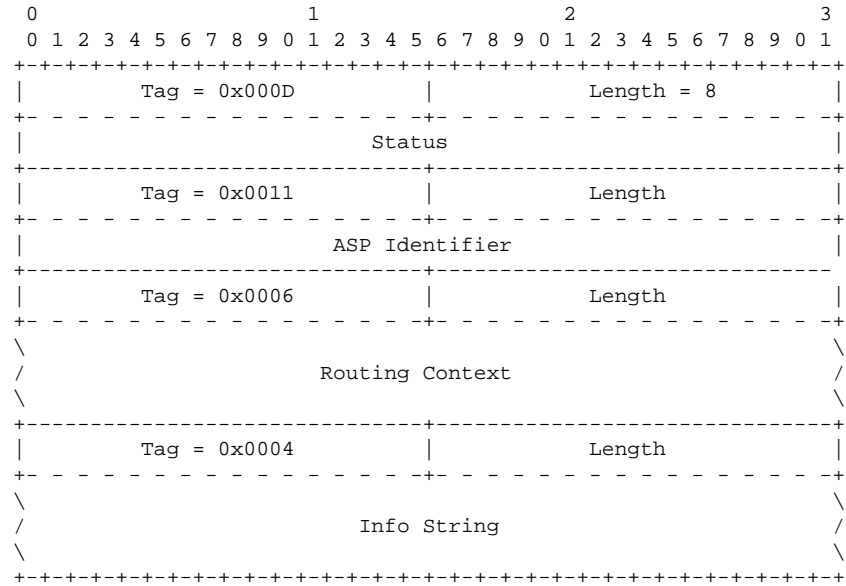 0                   1                   2                   3
0 1 2 3 4 5 6 7 8 9 0 1 2 3 4 5 6 7 8 9 0 1 2 3 4 5 6 7 8 9 0 1
+-+-+-+-+-+-+-+-+-+-+-+-+-+-+-+-+-+-+-+-+-+-+-+-+-+-+-+-+-+-+-+-+
|         Tag = 0x000D          |            Length = 8         |
+- - - - - - - - - - - - - - - -+- - - - - - - - - - - - - - - -+
|                           Status                              |
+-------------------------------+-------------------------------+
|         Tag = 0x0011          |            Length             |
+- - - - - - - - - - - - - - - -+- - - - - - - - - - - - - - - -+
|                        ASP Identifier                         |
+-------------------------------+-------------------------------
|         Tag = 0x0006          |            Length             |
+- - - - - - - - - - - - - - - -+- - - - - - - - - - - - - - - -+
\                                                               \
/                       Routing Context                         /
\                                                               \
+-------------------------------+-------------------------------+
|         Tag = 0x0004          |            Length             |
+- - - - - - - - - - - - - - - -+- - - - - - - - - - - - - - - -+
\                                                               \
/                          Info String                          /
\                                                               \
+-+-+-+-+-+-+-+-+-+-+-+-+-+-+-+-+-+-+-+-+-+-+-+-+-+-+-+-+-+-+-+-+